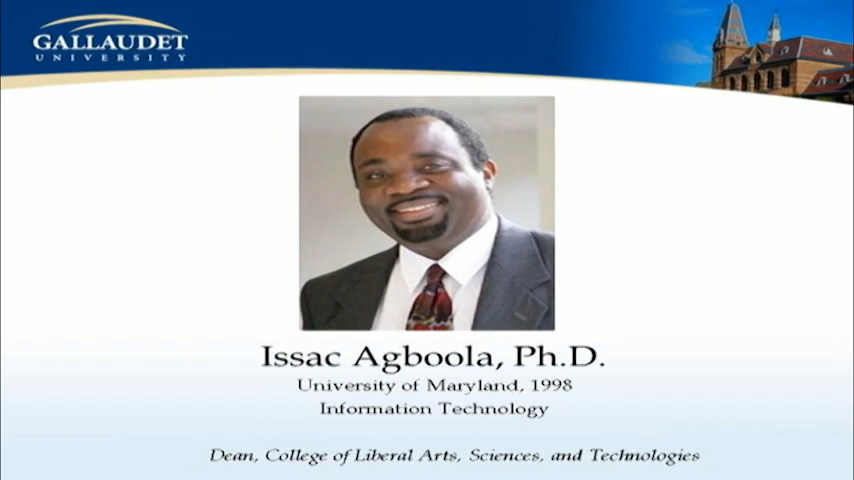 GALLAUDET
UNIVERSITY
Issac Agboola, Ph.D.
University of Maryland, 1998
Information Technology
Dean, College of Liberal Arts, Sciences, and Technologies